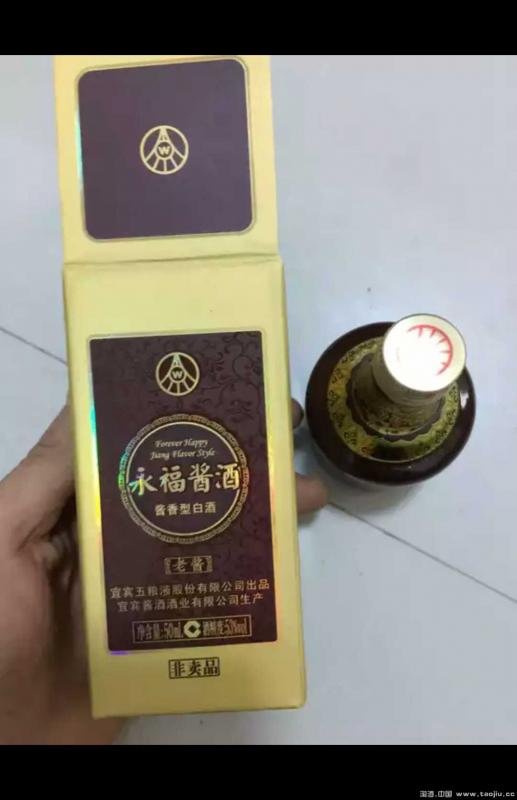 W
W
Forever Happy
Jiang Flavor Style
永福酱酒
酱香型白酒
老酱
宜宾五粮液股份有限公司出品
宜宾酱酒酒业有限公司生产
净含量:50ml 酒精度:53%vol
非卖品
淘酒.中国 www.taojiu.cc